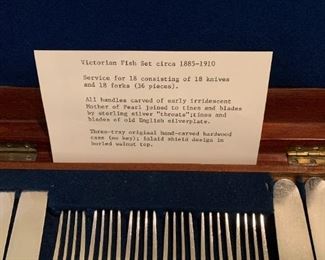 Victorian Fish Set circa 1885-1910
Service for 18 consisting of 18 knives
and 18 forks (36 pieces).
All handles carved of early irridescent
Mother of Pearl joined to tines and blades
by sterling silver "throats";tines and
blades of old English silverplate.
Three-tray original hand-carved hardwood
case (no key); inlaid shield design in
burled walnut top.